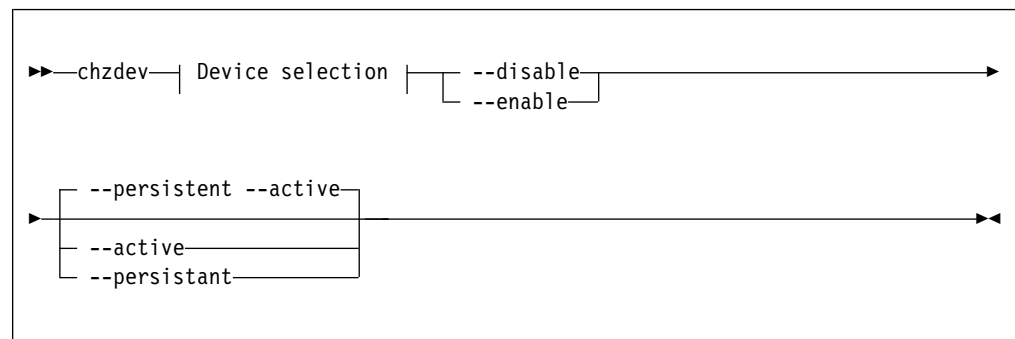 chzdev Device selection --disable
--enable
--persistent --active
--active
--persistant